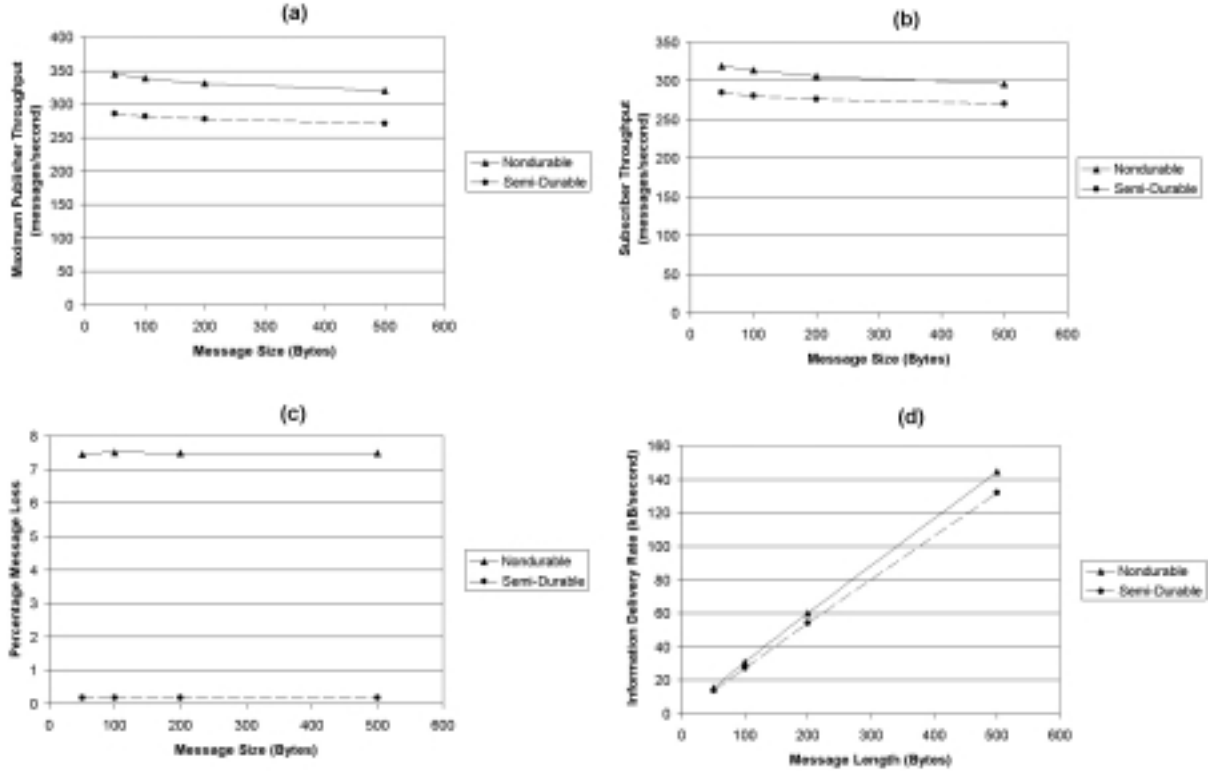 (a)
Maximum Publisher Throughput
(messages/second)
400
350
300
250
200
150
100
50
0
0 100 200 300 400 500 600
Message Size (Bytes)
Nondurable
Semi-Durable
(b)
Subscriber Throughput
(messages/second)
350
300
250
200
150
100
50
0
0 100 200 300 400 500 600
Message Size (Bytes)
Nondurable
Semi-Durable
(c)
Percentage Message Loss
8
7
6
5
4
3
2
1
0
0 100 200 300 400 500 600
Message Size (Bytes)
Nondurable
Semi-Durable
(d)
Information Delivery Rate (kB/second)
160
140
120
100
80
60
40
20
0
0 100 200 300 400 500 600
Message Length (Bytes)
Nondurable
Semi-Durable